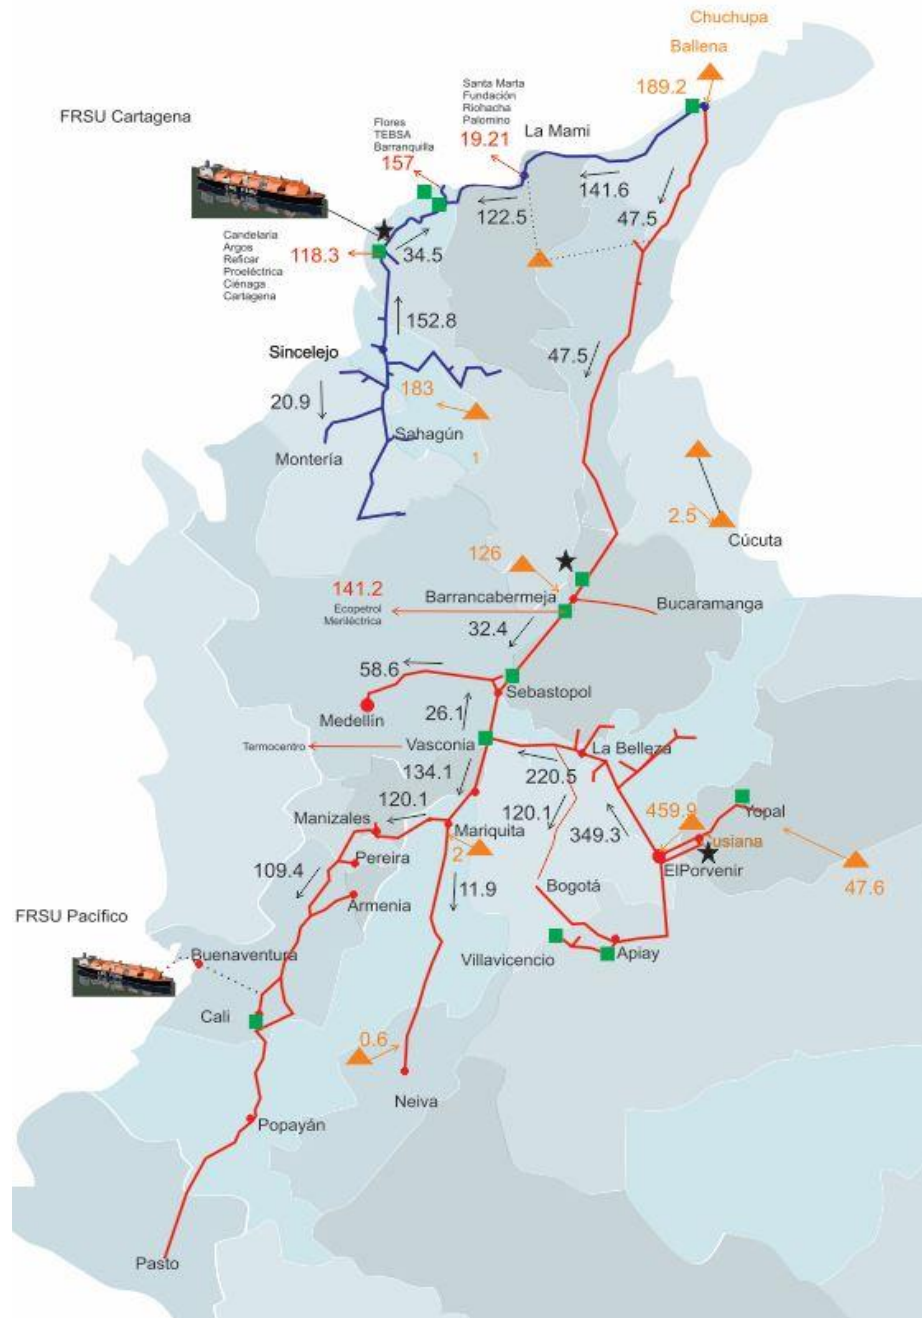 Chuchupa
Ballena
189.2
FRSU Cartagena
Santa Marta
Fundación
Riohacha
Palomino
19.21
La Mami
Flores
TEBSA
Barranquilla
157
141.6
122.5
47.5
Candelaria
Argos
Reficar
Proeléctrica
Ciénaga
Cartagena
118.3
34.5
152.8
Sincelejo
47.5
183
20.9
Sahagún
Montería
1
2.5
Cúcuta
126
141.2
Ecopetrol
Meriléctrica
Barrancabermeja
Bucaramanga
32.4
58.6
Sebastopol
Medellín
26.1
Termocentro
Vasconia
La Belleza
134.1
220.5
120.1
120.1
349.3
459.9
Yopal
Cusiana
Manizales
Mariquita
Pereira
2
ElPorvenir
47.6
109.4
11.9
Bogotá
Armenia
FRSU Pacífico
Buenaventura
Villavicencio
Apiay
Cali
0.6
Neiva
Popayán
Pasto